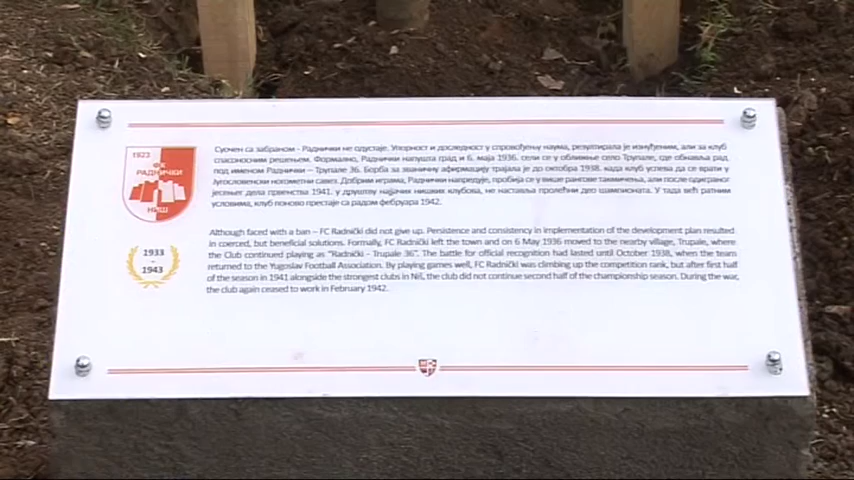 1923
ФК
РАДНИЧКИ
НИШ
1933
-
1943
Суочен са забраном - Раднички не одустаје. Упорност и доследност у спровођењу наума, резултирала је изнуђеним, али за клуб
спасоносним решењем. Формално, Раднички напушта град и 6. маја 1936. сели се у оближње село Трупале, где обнавља рад
под именом Раднички – Трупале 36. Борба за званичну афирмацију трајала је до октобра 1938. када клуб успева да се врати у
Југословенски ногометни савез. Добрим играма, Раднички напредује, пробија се у више рангове такмичења, али после одиграног
јесењег дела првенства 1941. у друштву најјачих нишких клубова, не наставља пролећни део шампионата. У тада већ ратним
условима, клуб поново престаје са радом фебруара 1942.
Although faced with a ban – FC Radnički did not give up. Persistence and consistency in implementation of the development plan resulted
in coerced, but beneficial solutions. Formally, FC Radnički left the town and on 6 May 1936 moved to the nearby village, Trupale, where
the Club continued playing as "Radnički - Trupale 36". The battle for official recognition had lasted until October 1938, when the team
returned to the Yugoslav Football Association. By playing games well, FC Radnički was climbing up the competition rank, but after first half
of the season in 1941 alongside the strongest clubs in Niš, the club did not continue second half of the championship season. During the war,
the club again ceased to work in February 1942.